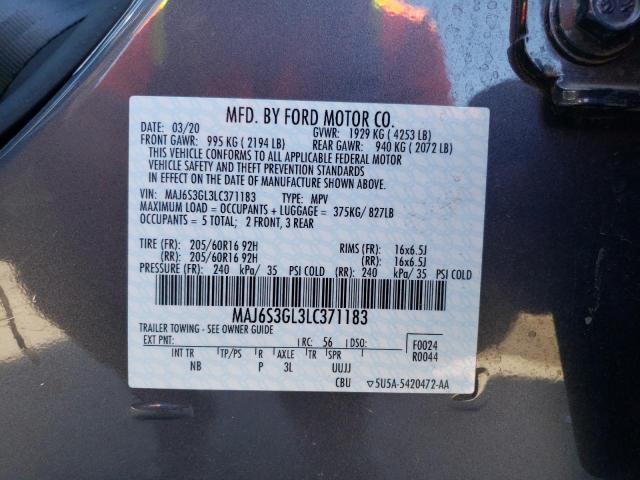 MFD. BY FORD MOTOR CO.
DATE: 03/20 GVWR: 1929 KG ( 4253 LB)
FRONT GAWR: 995 KG ( 2194 LB) REAR GAWR: 940 KG ( 2072 LB)
THIS VEHICLE CONFORMS TO ALL APPLICABLE FEDERAL MOTOR
VEHICLE SAFETY AND THEFT PREVENTION STANDARDS
IN EFFECT ON THE DATE OF MANUFACTURE SHOWN ABOVE.
VIN: MAJ6S3GL3LC371183 TYPE: MPV
MAXIMUM LOAD = OCCUPANTS + LUGGAGE = 375KG/ 827LB
OCCUPANTS = 5 TOTAL; 2 FRONT, 3 REAR
TIRE (FR): 205/60R16 92H RIMS (FR): 16x6.5J
(RR): 205/60R16 92H (RR): 16x6.5J
PRESSURE (FR): 240 kPa/ 35 PSI COLD (RR): 240 kPa/ 35 PSI COLD
MAJ6S3GL3LC371183
TRAILER TOWING - SEE OWNER GUIDE
EXT PNT: RC: 56 DSO: F0024
R0044
INT TR TP/PS R AXLE TR SPR
NB P 3L UUJJ
CBU ▽5U5A-5420472-AA